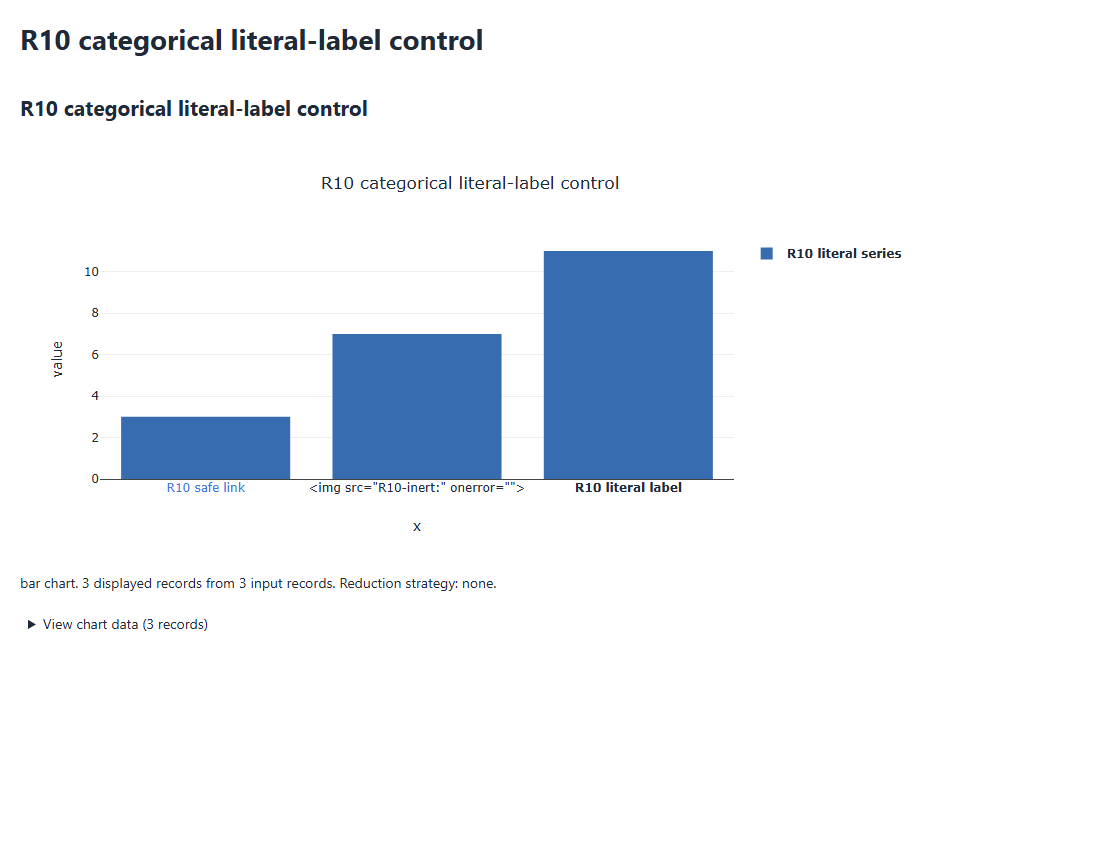 R10 categorical literal-label control
R10 categorical literal-label control
R10 categorical literal-label control
R10 literal series
10
8
6
4
2
0
value
R10 safe link
<img src="R10-inert:" onerror="">
R10 literal label
x
bar chart. 3 displayed records from 3 input records. Reduction strategy: none.
View chart data (3 records)